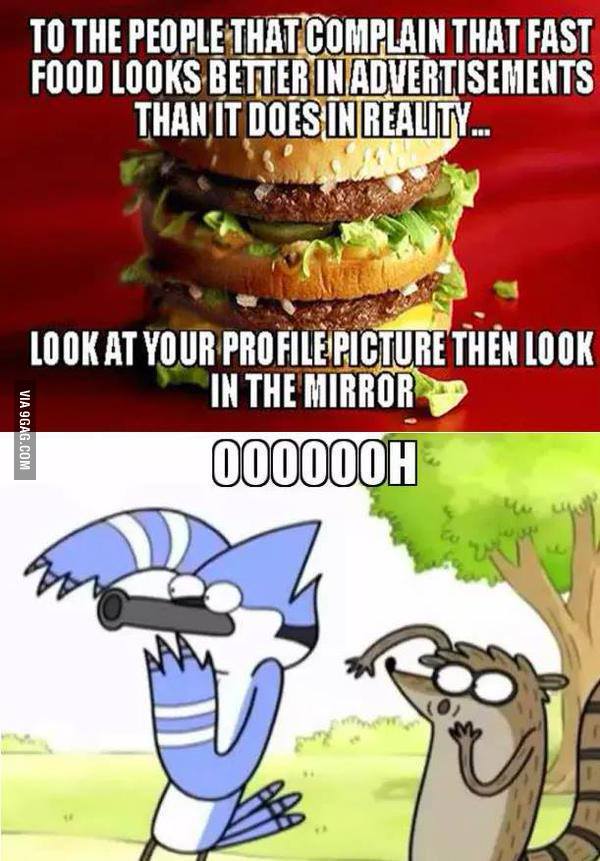 TO THE PEOPLE THAT COMPLAIN THAT FAST
FOOD LOOKS BETTER IN ADVERTISEMENTS
THAN IT DOES IN REALITY...
LOOK AT YOUR PROFILE PICTURE THEN LOOK
IN THE MIRROR
VIA 9GAG.COM
OOOOOOH